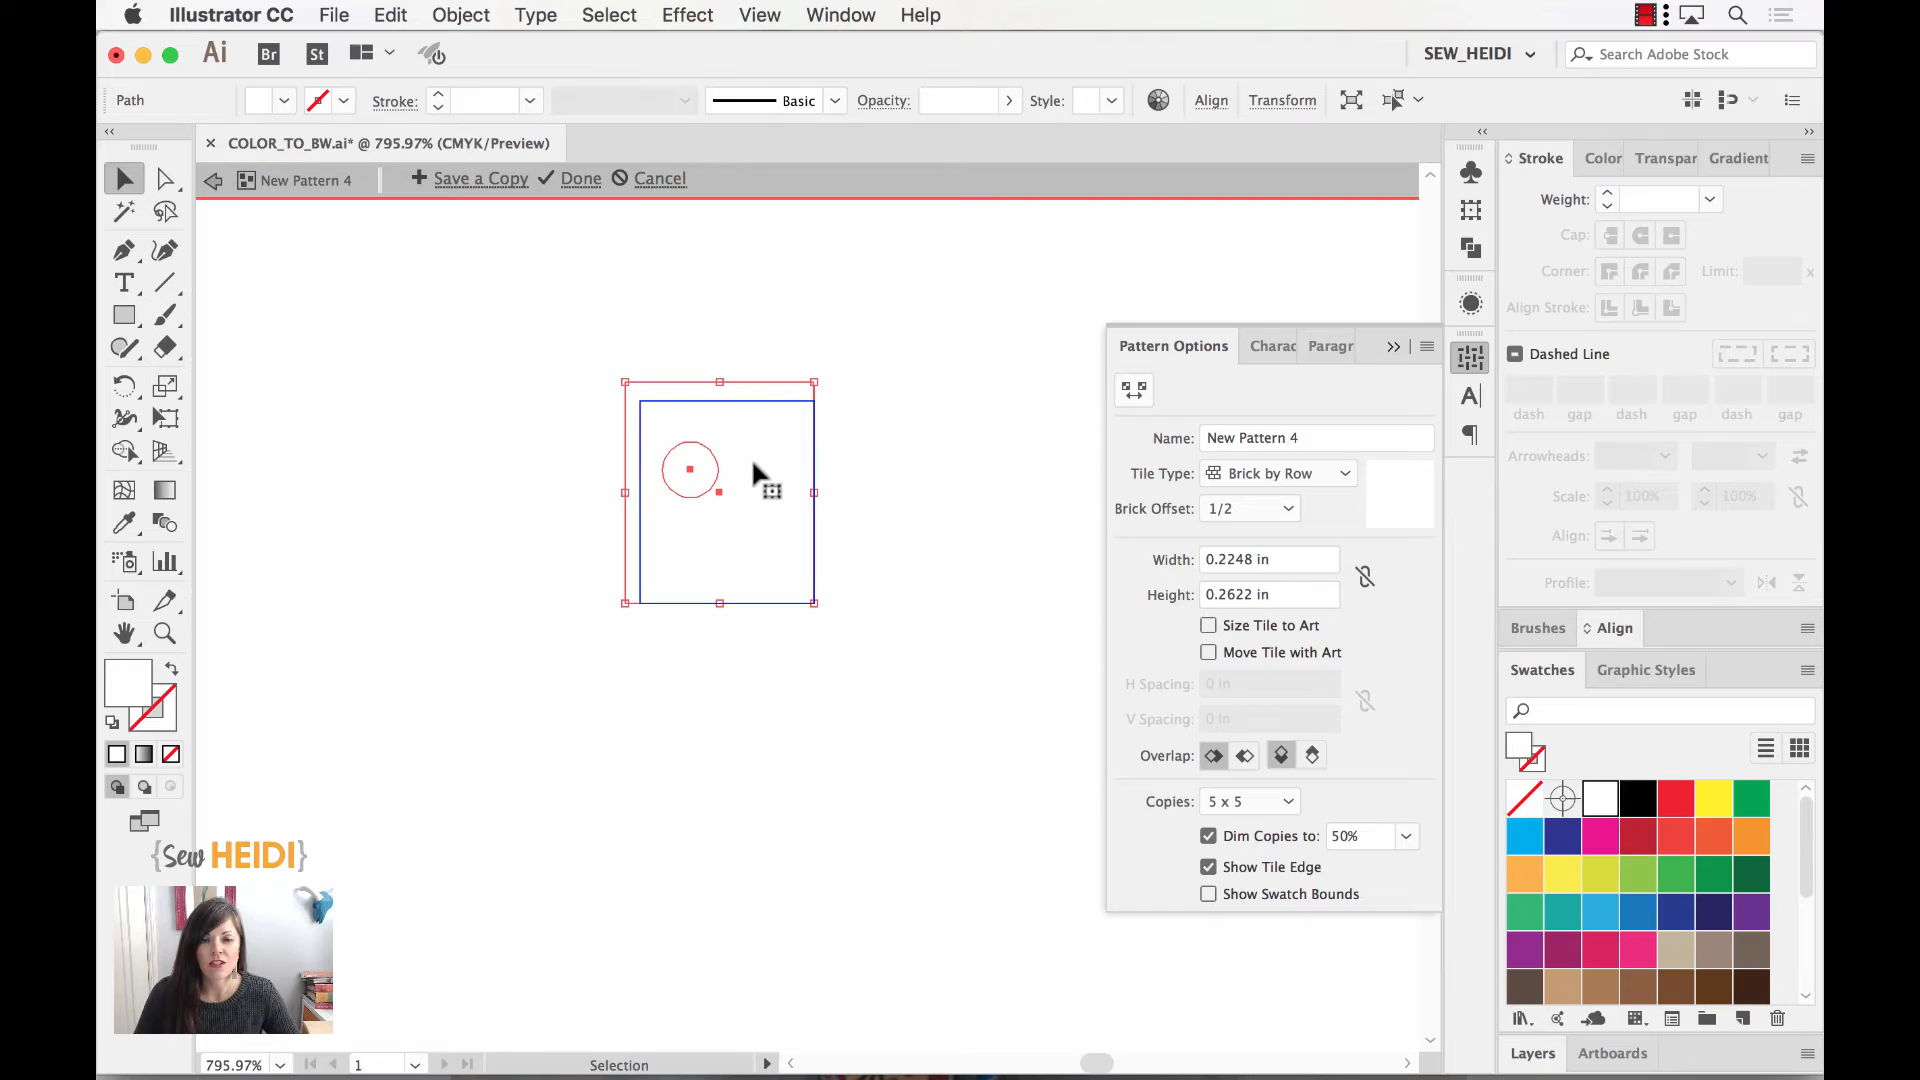 Illustrator CC File Edit Object Type Select Effect View Window Help
Ai Br St SEW_HEIDI Search Adobe Stock
Path Stroke: Basic Opacity: Style: Align Transform
× COLOR_TO_BW.ai* @ 795.97% (CMYK/Preview)
New Pattern 4 + Save a Copy Done Cancel
Stroke Color Transpar Gradient
Weight:
Cap:
Corner: Limit: x
Align Stroke:
Dashed Line
dash gap dash gap dash gap
Arrowheads:
Scale: 100% 100%
Align:
Profile:
Brushes Align
Swatches Graphic Styles
Layers Artboards
Pattern Options Charac Paragr
Name: New Pattern 4
Tile Type: Brick by Row
Brick Offset: 1/2
Width: 0.2248 in
Height: 0.2622 in
Size Tile to Art
Move Tile with Art
H Spacing: 0 in
V Spacing: 0 in
Overlap:
Copies: 5 x 5
Dim Copies to: 50%
Show Tile Edge
Show Swatch Bounds
{Sew HEIDI}
795.97% 1 Selection